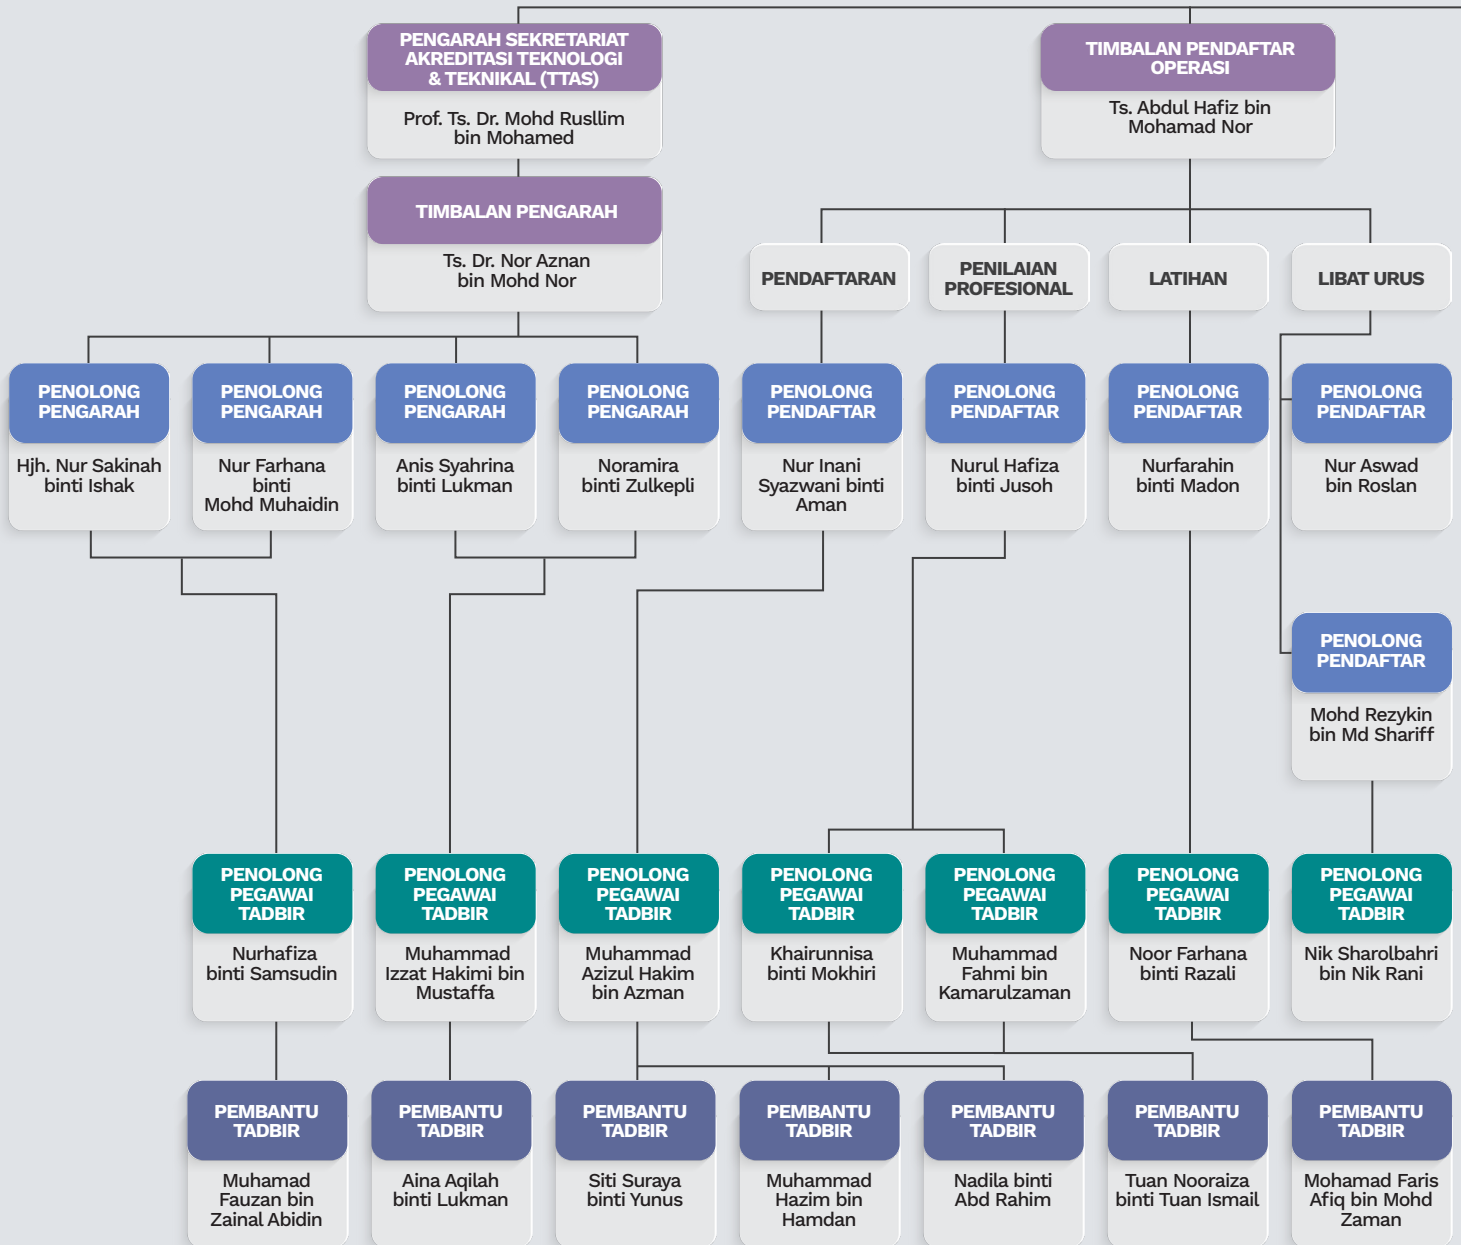 PENGARAH SEKRETARIAT
AKREDITASI TEKNOLOGI
& TEKNIKAL (TTAS)
Prof. Ts. Dr. Mohd Rusllim
bin Mohamed
TIMBALAN PENDAFTAR
OPERASI
Ts. Abdul Hafiz bin
Mohamad Nor
TIMBALAN PENGARAH
Ts. Dr. Nor Aznan
bin Mohd Nor
PENDAFTARAN
PENILAIAN
PROFESIONAL
LATIHAN
LIBAT URUS
PENOLONG
PENGARAH
Hjh. Nur Sakinah
binti Ishak
PENOLONG
PENGARAH
Nur Farhana
binti
Mohd Muhaidin
PENOLONG
PENGARAH
Anis Syahrina
binti Lukman
PENOLONG
PENGARAH
Noramira
binti Zulkepli
PENOLONG
PENDAFTAR
Nur Inani
Syazwani binti
Aman
PENOLONG
PENDAFTAR
Nurul Hafiza
binti Jusoh
PENOLONG
PENDAFTAR
Nurfarahin
binti Madon
PENOLONG
PENDAFTAR
Nur Aswad
bin Roslan
PENOLONG
PENDAFTAR
Mohd Rezykin
bin Md Shariff
PENOLONG
PEGAWAI
TADBIR
Nurhafiza
binti Samsudin
PENOLONG
PEGAWAI
TADBIR
Muhammad
Izzat Hakimi bin
Mustaffa
PENOLONG
PEGAWAI
TADBIR
Muhammad
Azizul Hakim
bin Azman
PENOLONG
PEGAWAI
TADBIR
Khairunnisa
binti Mokhiri
PENOLONG
PEGAWAI
TADBIR
Muhammad
Fahmi bin
Kamarulzaman
PENOLONG
PEGAWAI
TADBIR
Noor Farhana
binti Razali
PENOLONG
PEGAWAI
TADBIR
Nik Sharolbahri
bin Nik Rani
PEMBANTU
TADBIR
Muhamad
Fauzan bin
Zainal Abidin
PEMBANTU
TADBIR
Aina Aqilah
binti Lukman
PEMBANTU
TADBIR
Siti Suraya
binti Yunus
PEMBANTU
TADBIR
Muhammad
Hazim bin
Hamdan
PEMBANTU
TADBIR
Nadila binti
Abd Rahim
PEMBANTU
TADBIR
Tuan Nooraiza
binti Tuan Ismail
PEMBANTU
TADBIR
Mohamad Faris
Afiq bin Mohd
Zaman